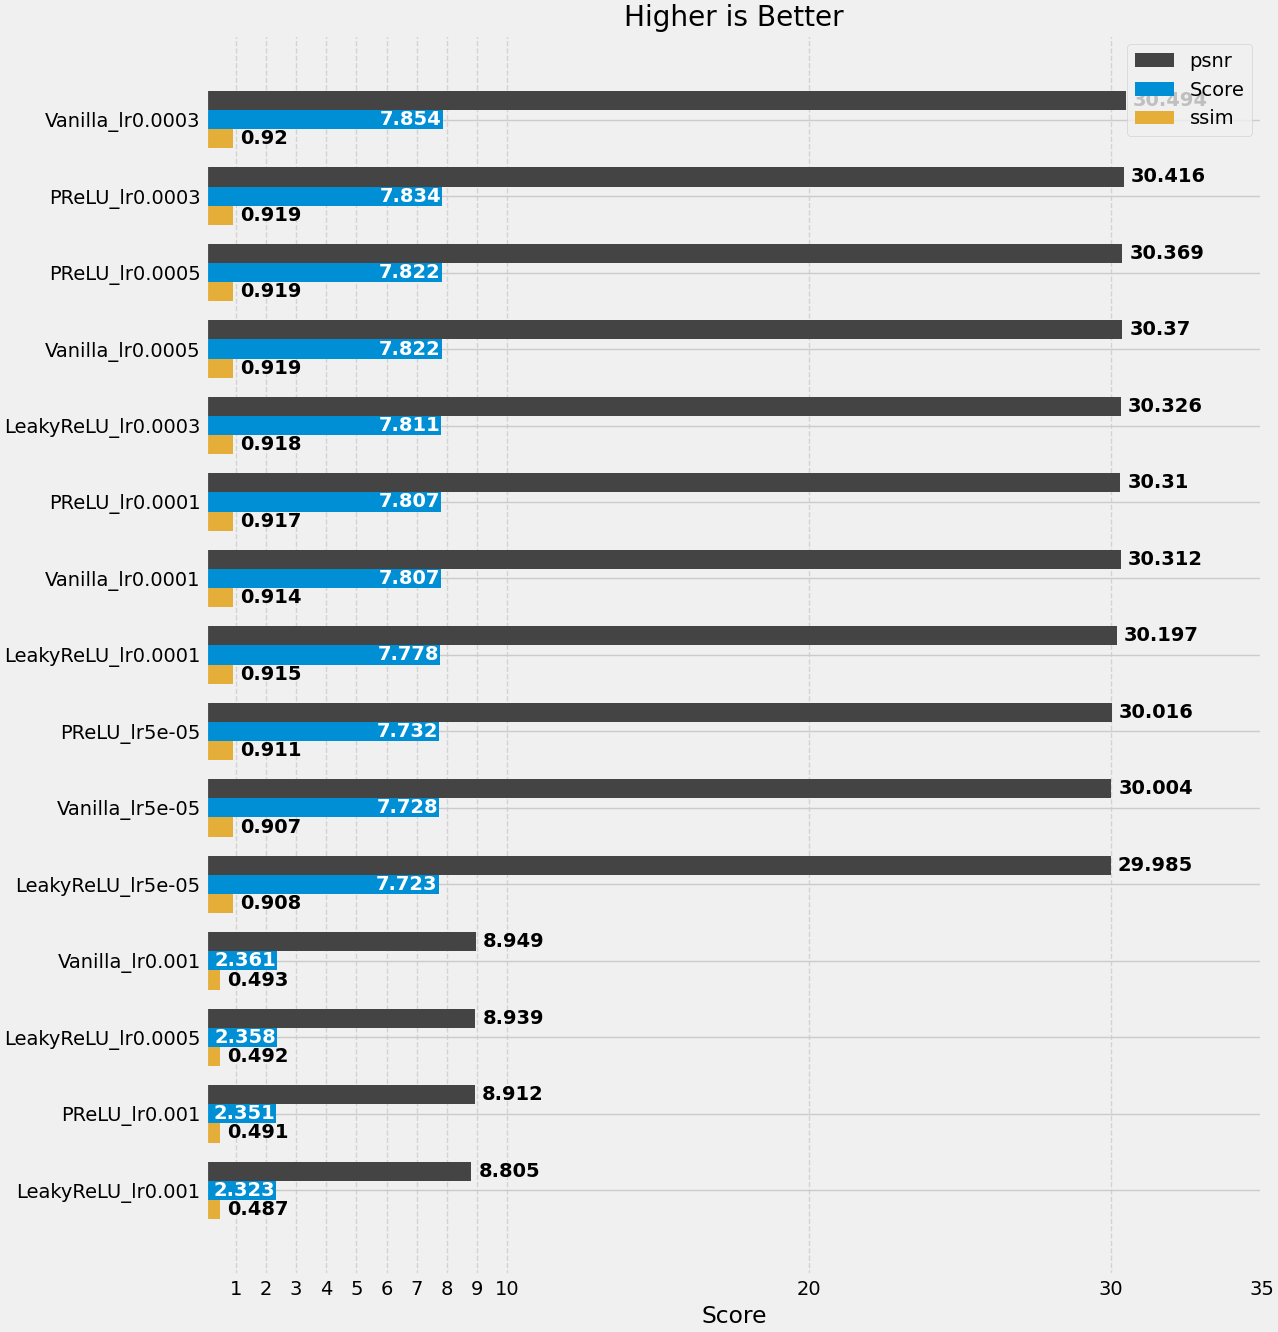 Higher is Better
psnr
Score
ssim
Vanilla_lr0.0003
30.494
7.854
0.92
PReLU_lr0.0003
30.416
7.834
0.919
PReLU_lr0.0005
30.369
7.822
0.919
Vanilla_lr0.0005
30.37
7.822
0.919
LeakyReLU_lr0.0003
30.326
7.811
0.918
PReLU_lr0.0001
30.31
7.807
0.917
Vanilla_lr0.0001
30.312
7.807
0.914
LeakyReLU_lr0.0001
30.197
7.778
0.915
PReLU_lr5e-05
30.016
7.732
0.911
Vanilla_lr5e-05
30.004
7.728
0.907
LeakyReLU_lr5e-05
29.985
7.723
0.908
Vanilla_lr0.001
8.949
2.361
0.493
LeakyReLU_lr0.0005
8.939
2.358
0.492
PReLU_lr0.001
8.912
2.351
0.491
LeakyReLU_lr0.001
8.805
2.323
0.487
1 2 3 4 5 6 7 8 9 10 20 30 35
Score